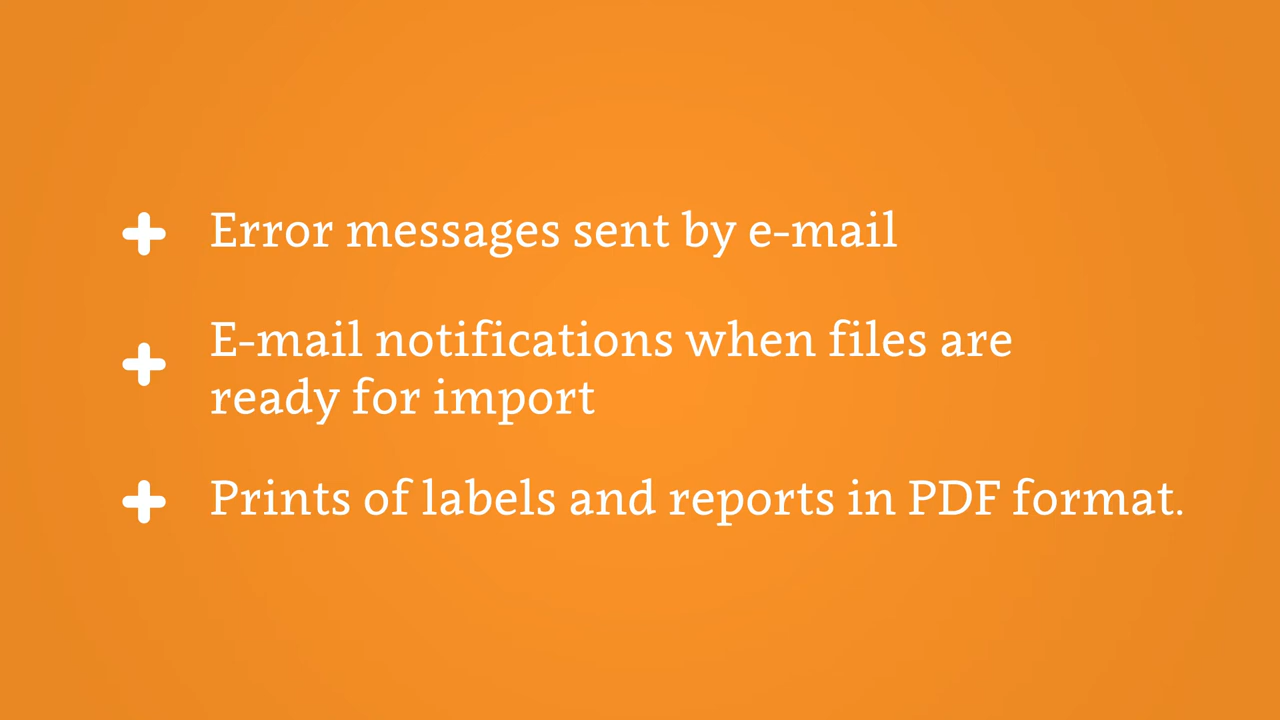 Error messages sent by e-mail
E-mail notifications when files are
ready for import
Prints of labels and reports in PDF format.